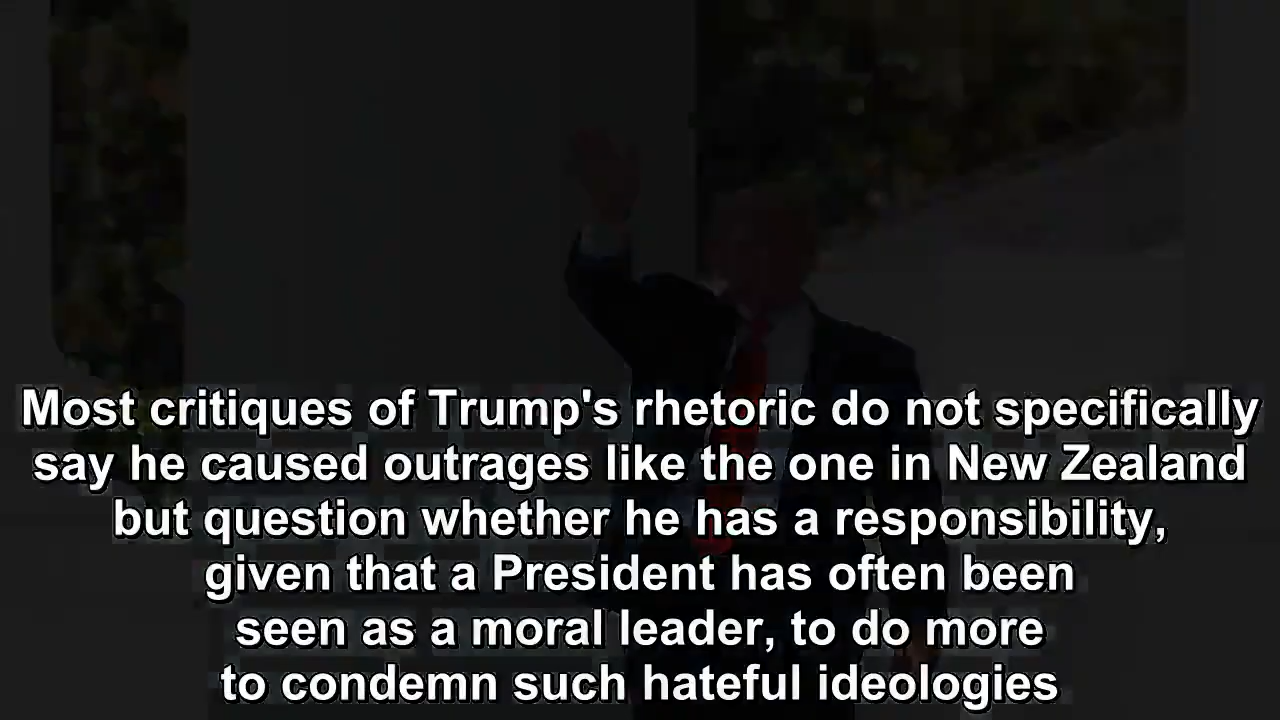 Most critiques of Trump's rhetoric do not specifically
say he caused outrages like the one in New Zealand
but question whether he has a responsibility,
given that a President has often been
seen as a moral leader, to do more
to condemn such hateful ideologies